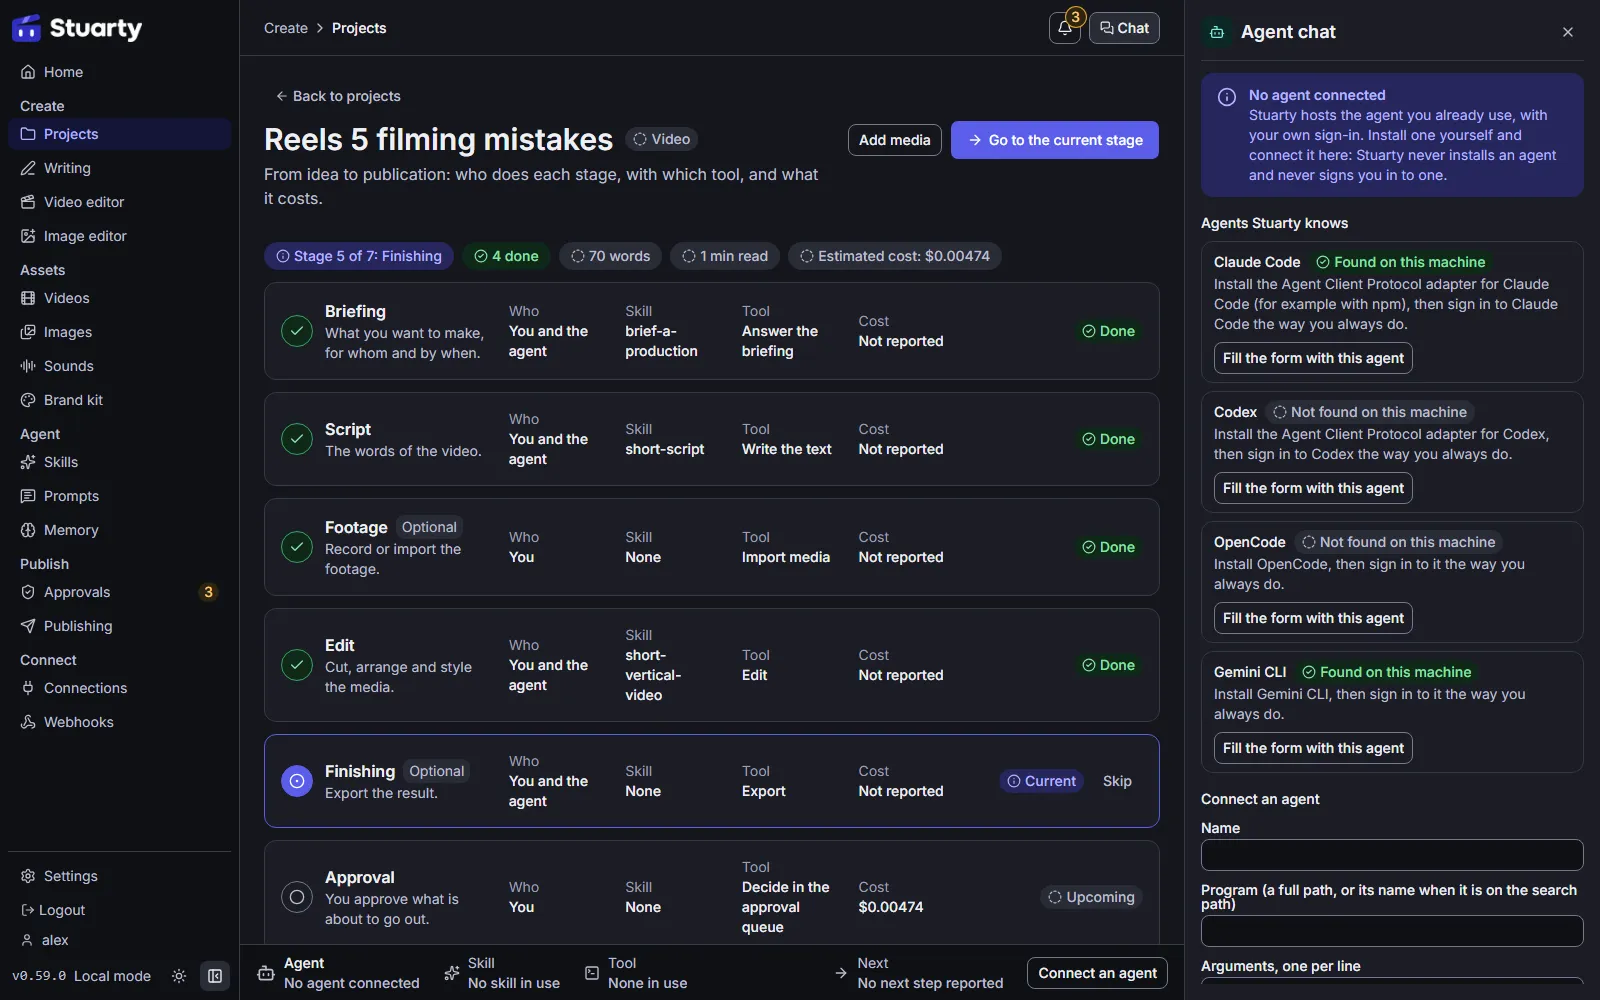 Stuarty
Home
Create
Projects
Writing
Video editor
Image editor
Assets
Videos
Images
Sounds
Brand kit
Agent
Skills
Prompts
Memory
Publish
Approvals 3
Publishing
Connect
Connections
Webhooks
Settings
Logout
alex
v0.59.0 Local mode
Create > Projects
3
Chat
← Back to projects
Reels 5 filming mistakes
Video
Add media
→ Go to the current stage
From idea to publication: who does each stage, with which tool, and what
it costs.
Stage 5 of 7: Finishing
4 done
70 words
1 min read
Estimated cost: $0.00474
Briefing
What you want to make,
for whom and by when.
Who
You and the
agent
Skill
brief-a-
production
Tool
Answer the
briefing
Cost
Not reported
Done
Script
The words of the video.
Who
You and the
agent
Skill
short-script
Tool
Write the text
Cost
Not reported
Done
Footage Optional
Record or import the
footage.
Who
You
Skill
None
Tool
Import media
Cost
Not reported
Done
Edit
Cut, arrange and style
the media.
Who
You and the
agent
Skill
short-
vertical-
video
Tool
Edit
Cost
Not reported
Done
Finishing Optional
Export the result.
Who
You and the
agent
Skill
None
Tool
Export
Cost
Not reported
Current
Skip
Approval
You approve what is
about to go out.
Who
You
Skill
None
Tool
Decide in the
approval
queue
Cost
$0.00474
Upcoming
Agent
No agent connected
Skill
No skill in use
Tool
None in use
→ Next
No next step reported
Connect an agent
Agent chat
No agent connected
Stuarty hosts the agent you already use, with
your own sign-in. Install one yourself and
connect it here: Stuarty never installs an agent
and never signs you in to one.
Agents Stuarty knows
Claude Code Found on this machine
Install the Agent Client Protocol adapter for Claude
Code (for example with npm), then sign in to Claude
Code the way you always do.
Fill the form with this agent
Codex Not found on this machine
Install the Agent Client Protocol adapter for Codex,
then sign in to Codex the way you always do.
Fill the form with this agent
OpenCode Not found on this machine
Install OpenCode, then sign in to it the way you
always do.
Fill the form with this agent
Gemini CLI Found on this machine
Install Gemini CLI, then sign in to it the way you
always do.
Fill the form with this agent
Connect an agent
Name
Program (a full path, or its name when it is on the search
path)
Arguments, one per line